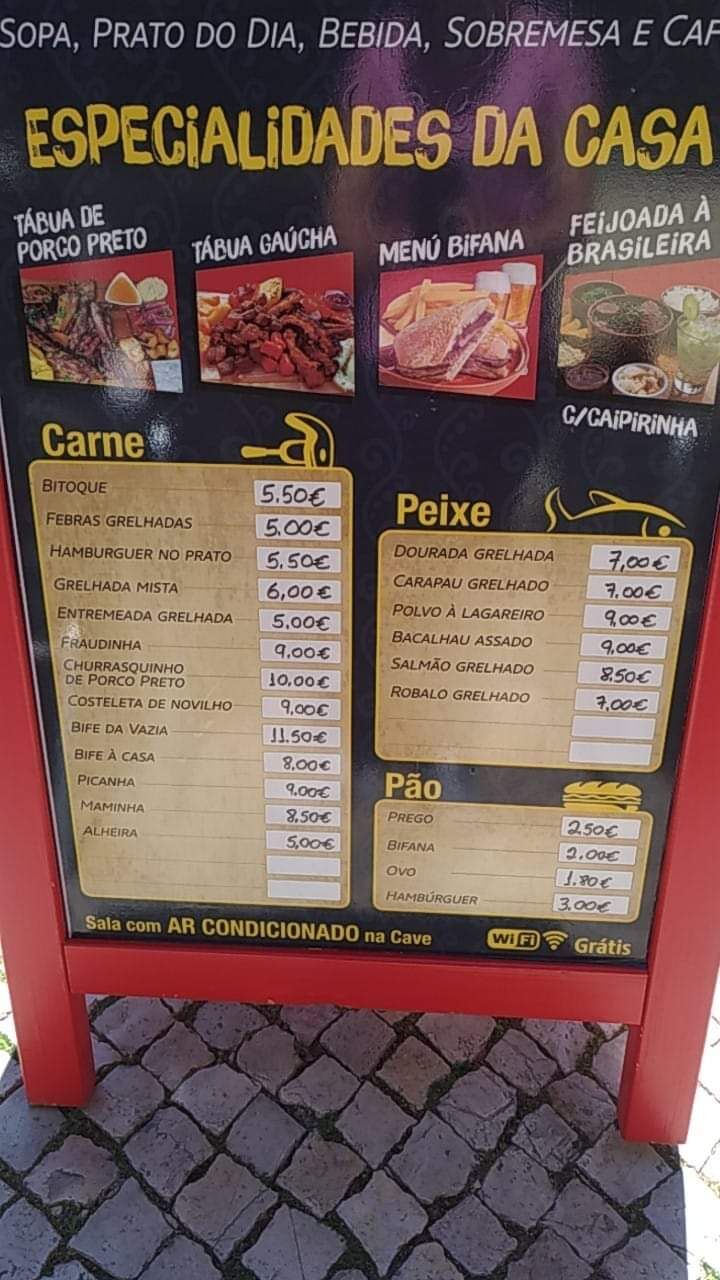 SOPA, PRATO DO DIA, BEBIDA, SOBREMESA E CAF
ESPECIALIDADES DA CASA
TÁBUA DE
PORCO PRETO
TÁBUA GAÚCHA
MENÚ BIFANA
FEIJOADA À
BRASILEIRA
C/CAIPIRINHA
Carne
BITOQUE 5.50€
FEBRAS GRELHADAS 5.00€
HAMBURGUER NO PRATO 5,50€
GRELHADA MISTA 6,00€
ENTREMEADA GRELHADA 5.00€
FRAUDINHA 9,00€
CHURRASQUINHO
DE PORCO PRETO 10,00€
COSTELETA DE NOVILHO 9,00€
BIFE DA VAZIA 11.50€
BIFE À CASA 8,00€
PICANHA 9,00€
MAMINHA 8,50€
ALHEIRA 5,00€
Peixe
DOURADA GRELHADA 7,00€
CARAPAU GRELHADO 7.00€
POLVO À LAGAREIRO 9,00€
BACALHAU ASSADO 9,00€
SALMÃO GRELHADO 8.50€
ROBALO GRELHADO 7,00€
Pão
PREGO 2.50€
BIFANA 2.00€
OVO 1.80€
HAMBÚRGUER 3.00€
Sala com AR CONDICIONADO na Cave
WiFi Grátis